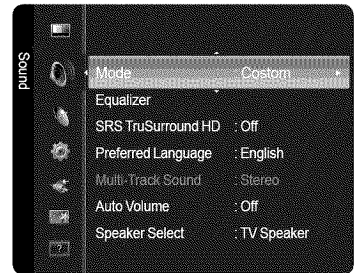 Sound
Mode Costom
Equalizer
SRS TruSurround HD : Off
Preferred Language : English
Multi-Track Sound : Stereo
Auto Volume : Off
Speaker Select : TV Speaker
?